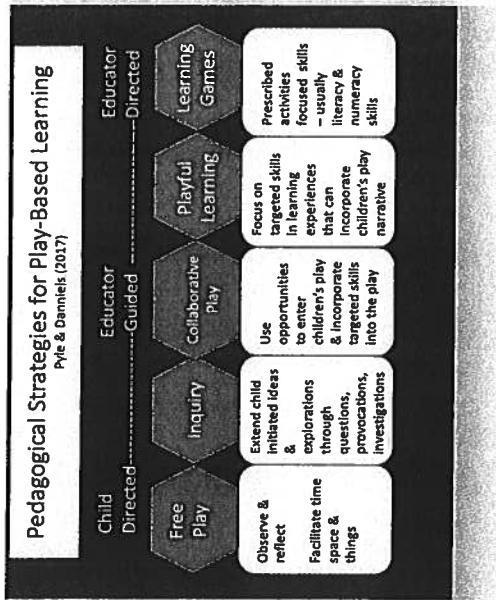 Pedagogical Strategies for Play-Based Learning
Pyle & Danniels (2017)
Child
Directed
Educator
Guided
Educator
Directed
Free
Play
Inquiry
Collaborative
Play
Playful
Learning
Learning
Games
Observe &
reflect
Facilitate time
space &
things
Extend child
initiated ideas
&
explorations
through
questions,
provocations,
investigations
Use
opportunities
to enter
children's play
& incorporate
targeted skills
into the play
Focus on
targeted skills
in learning
experiences
that can
incorporate
children's play
narrative
Prescribed
activities
focused skills
– usually
literacy &
numeracy
skills